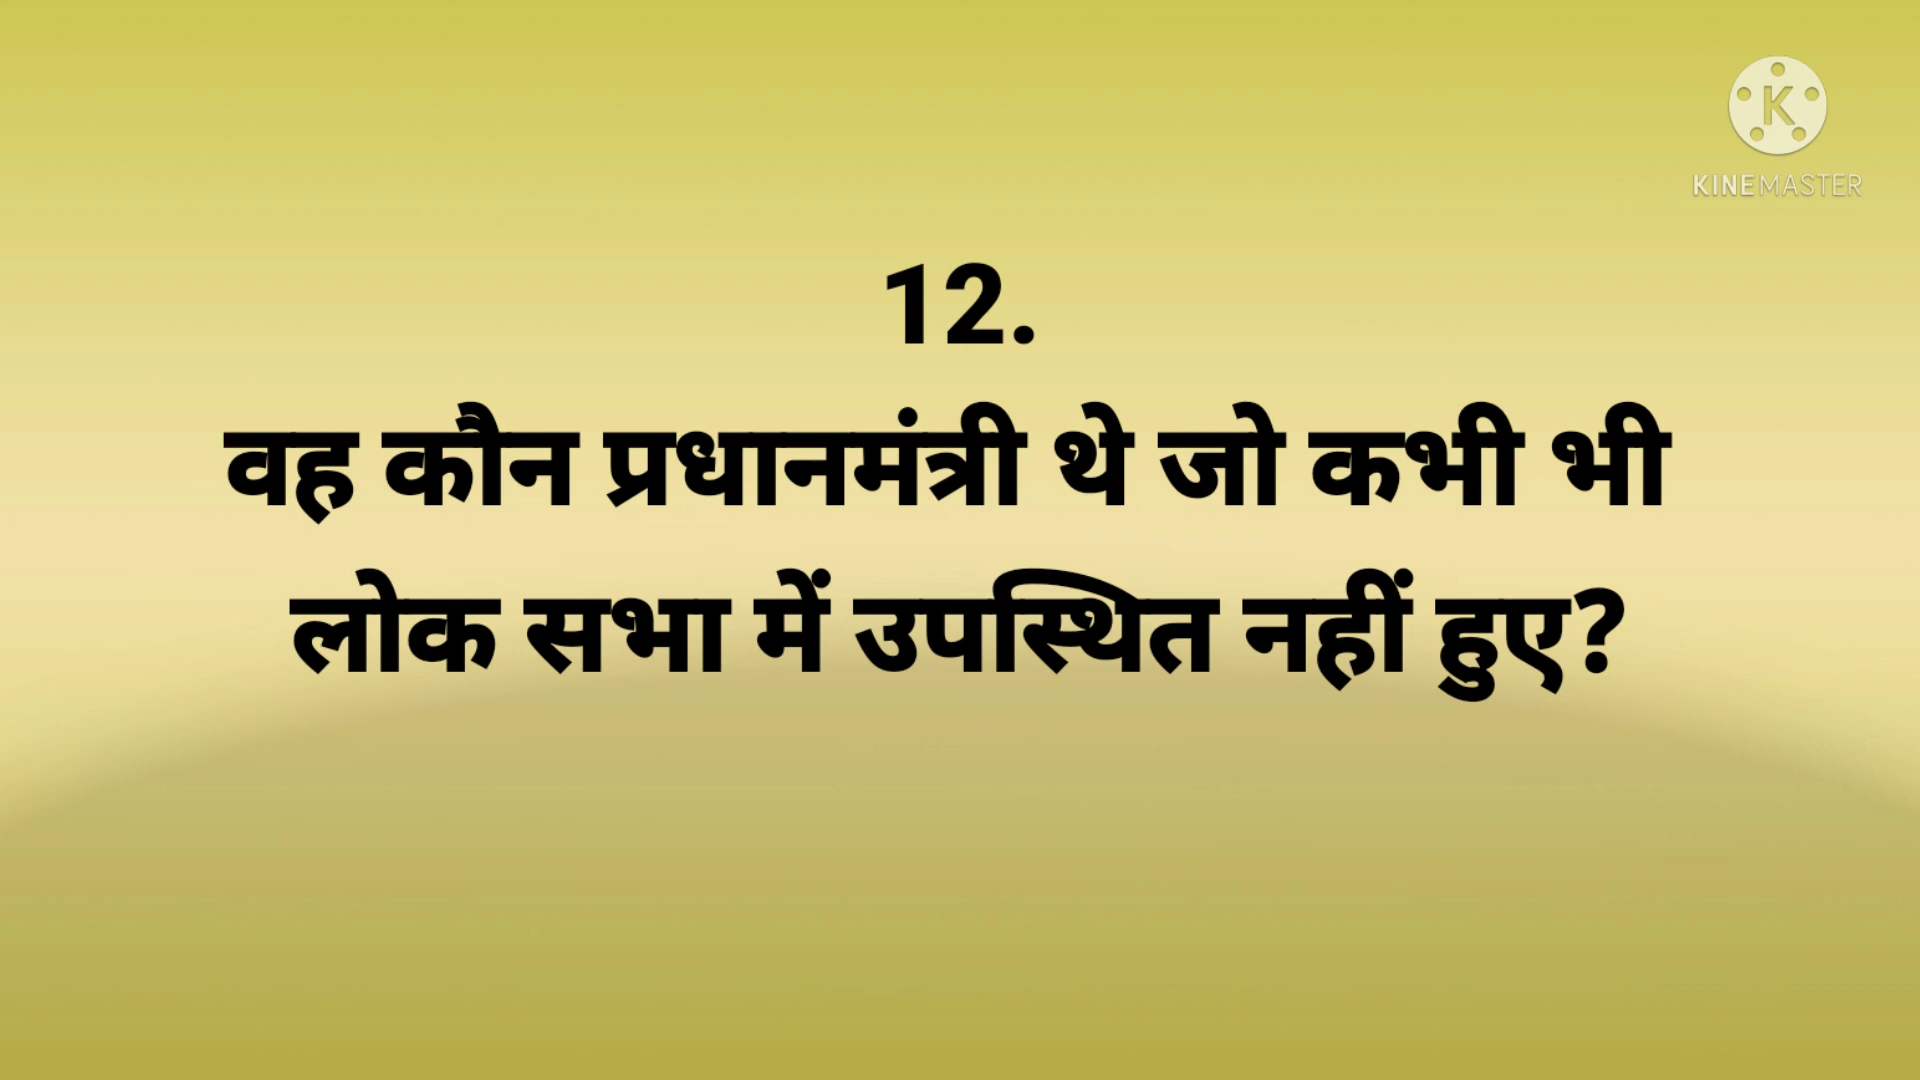 K
KINEMASTER
12.
वह कौन प्रधानमंत्री थे जो कभी भी
लोक सभा में उपस्थित नहीं हुए?